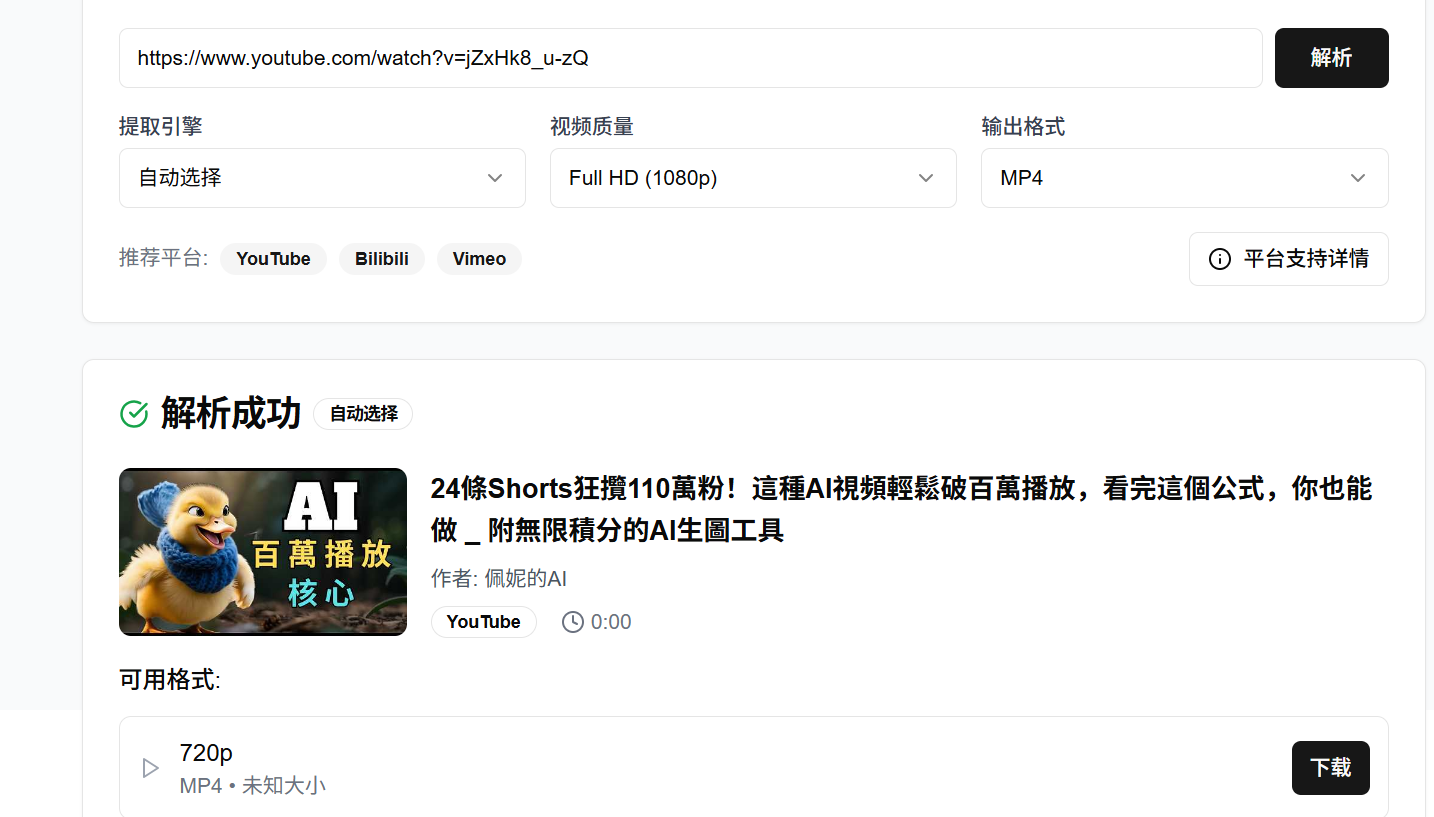 https://www.youtube.com/watch?v=jZxHk8_u-zQ
解析
提取引擎
视频质量
输出格式
自动选择
Full HD (1080p)
MP4
推荐平台:
YouTube
Bilibili
Vimeo
平台支持详情
解析成功
自动选择
AI
百萬播放
核心
24條Shorts狂攬110萬粉！這種AI視頻輕鬆破百萬播放，看完這個公式，你也能
做 _ 附無限積分的AI生圖工具
作者: 佩妮的AI
YouTube
0:00
可用格式:
720p
MP4 • 未知大小
下载